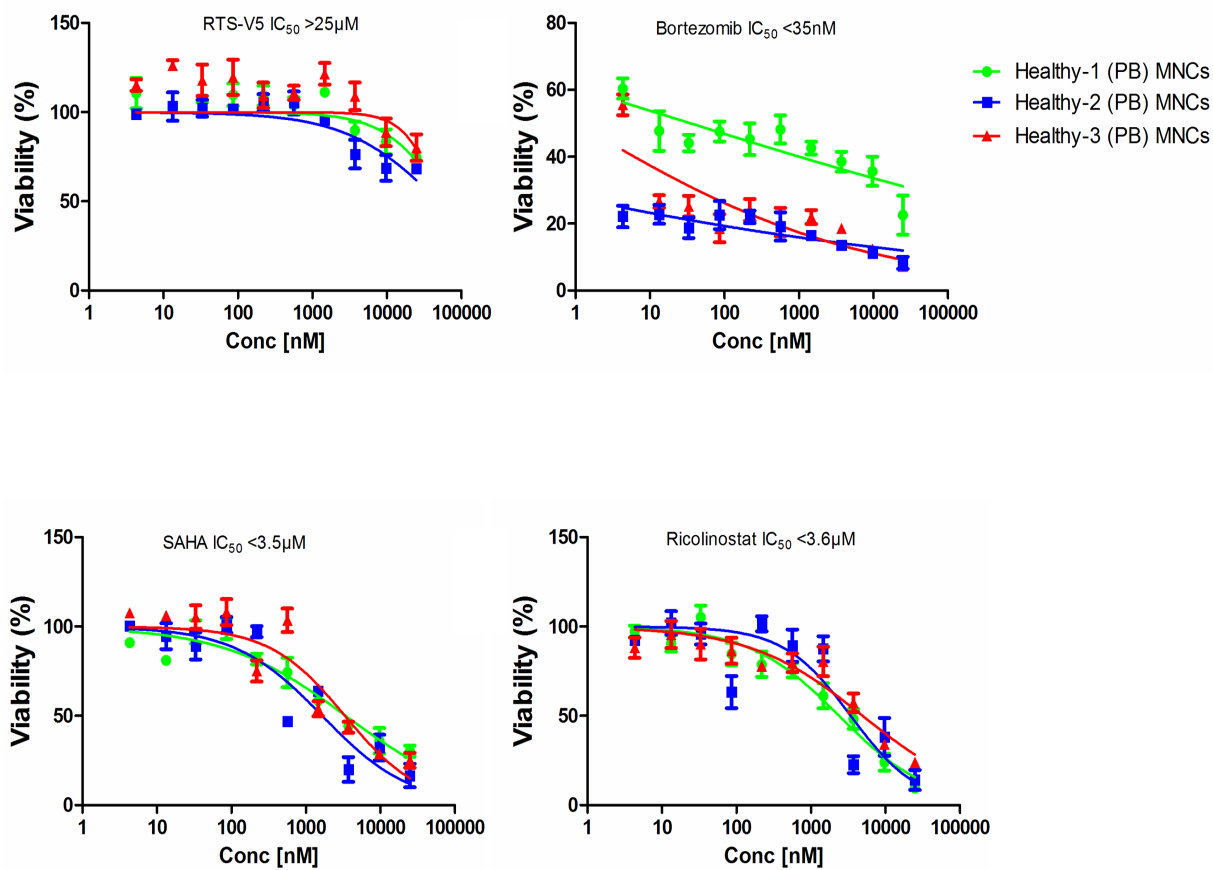 RTS-V5 IC50 >25µM
150
100
50
0
Viability (%)
1 10 100 1000 10000 100000
Conc [nM]
Bortezomib IC50 <35nM
80
60
40
20
0
Viability (%)
1 10 100 1000 10000 100000
Conc [nM]
Healthy-1 (PB) MNCs
Healthy-2 (PB) MNCs
Healthy-3 (PB) MNCs
SAHA IC50 <3.5µM
150
100
50
0
Viability (%)
1 10 100 1000 10000 100000
Conc [nM]
Ricolinostat IC50 <3.6µM
150
100
50
0
Viability (%)
1 10 100 1000 10000 100000
Conc [nM]